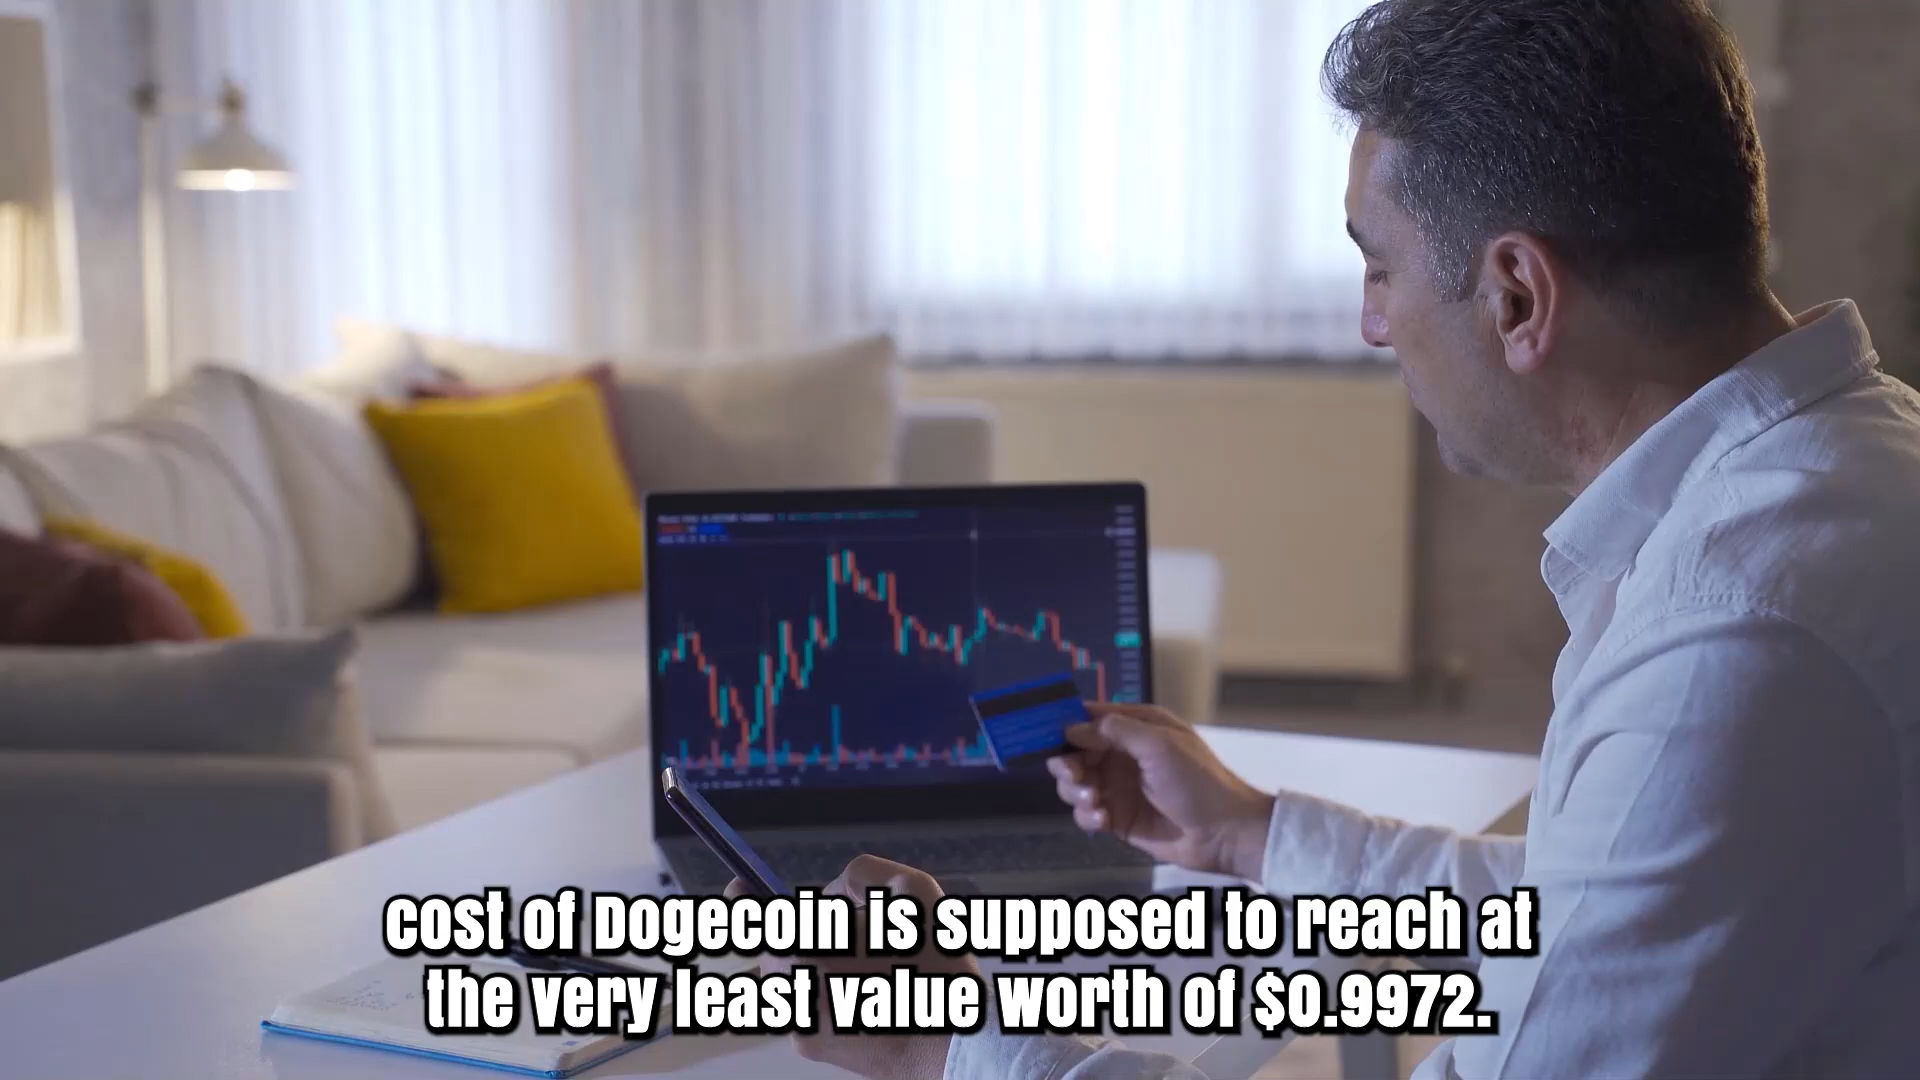 cost of Dogecoin is supposed to reach at
the very least value worth of $0.9972.